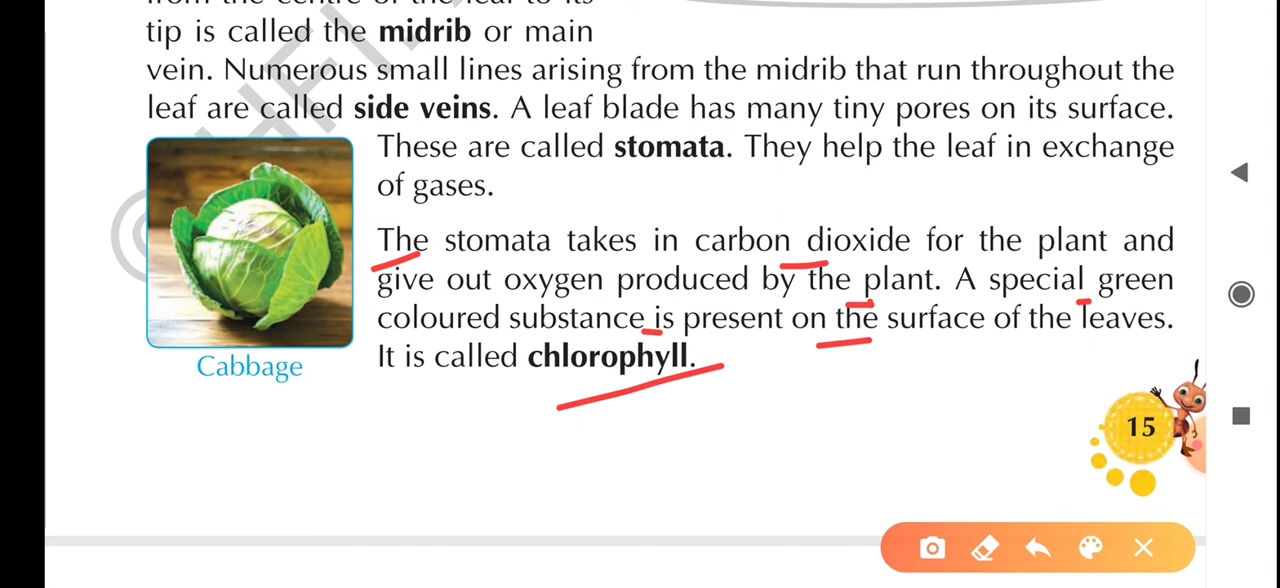 tip is called the midrib or main
vein. Numerous small lines arising from the midrib that run throughout the
leaf are called side veins. A leaf blade has many tiny pores on its surface.
These are called stomata. They help the leaf in exchange
of gases.
The stomata takes in carbon dioxide for the plant and
give out oxygen produced by the plant. A special green
coloured substance is present on the surface of the leaves.
It is called chlorophyll.
Cabbage
15